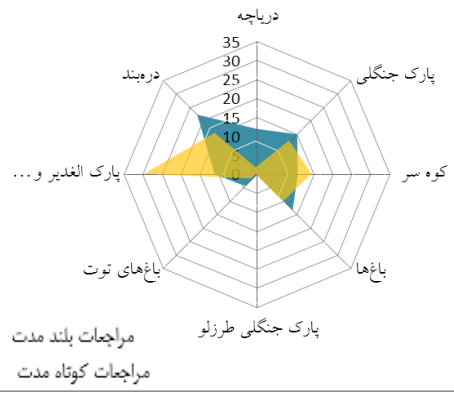 دریاچه
پارک جنگلی
دره‌بند
35
30
25
20
15
10
5
0
کوه سر
پارک الغدیر و...
باغ‌ها
باغ‌های توت
پارک جنگلی طرزلو
مراجعات بلند مدت
مراجعات کوتاه مدت